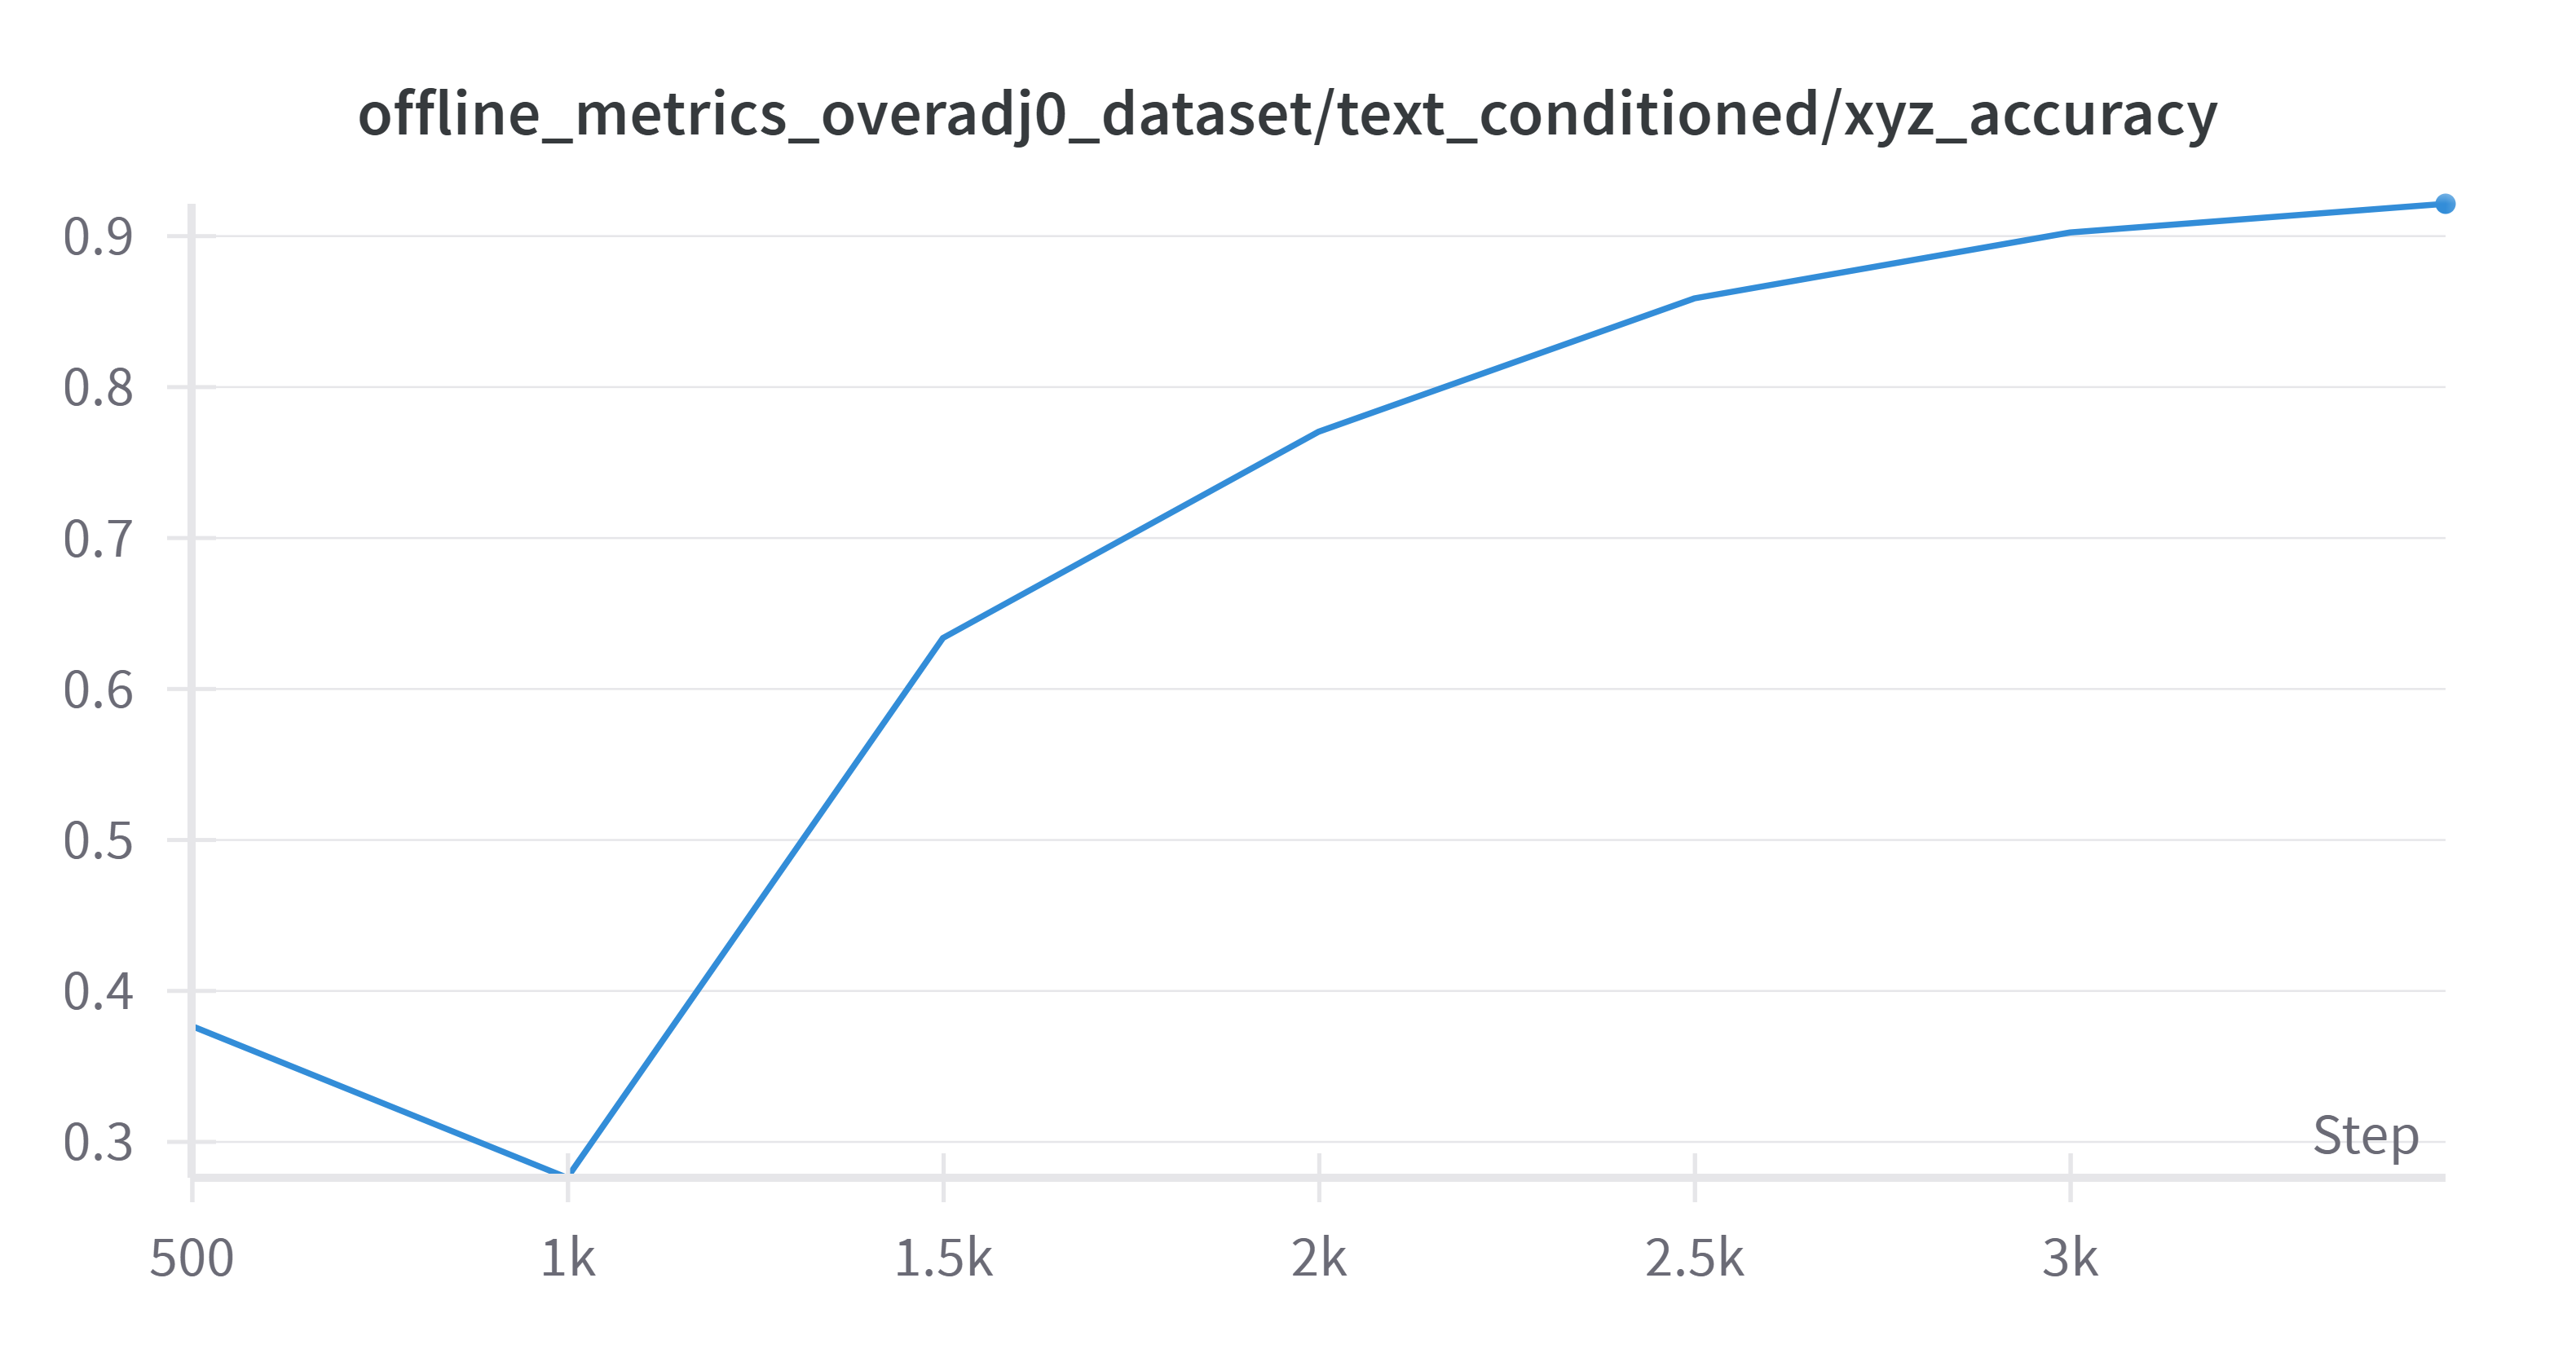 offline_metrics_overadj0_dataset/text_conditioned/xyz_accuracy
0.9
0.8
0.7
0.6
0.5
0.4
0.3
Step
500 1k 1.5k 2k 2.5k 3k